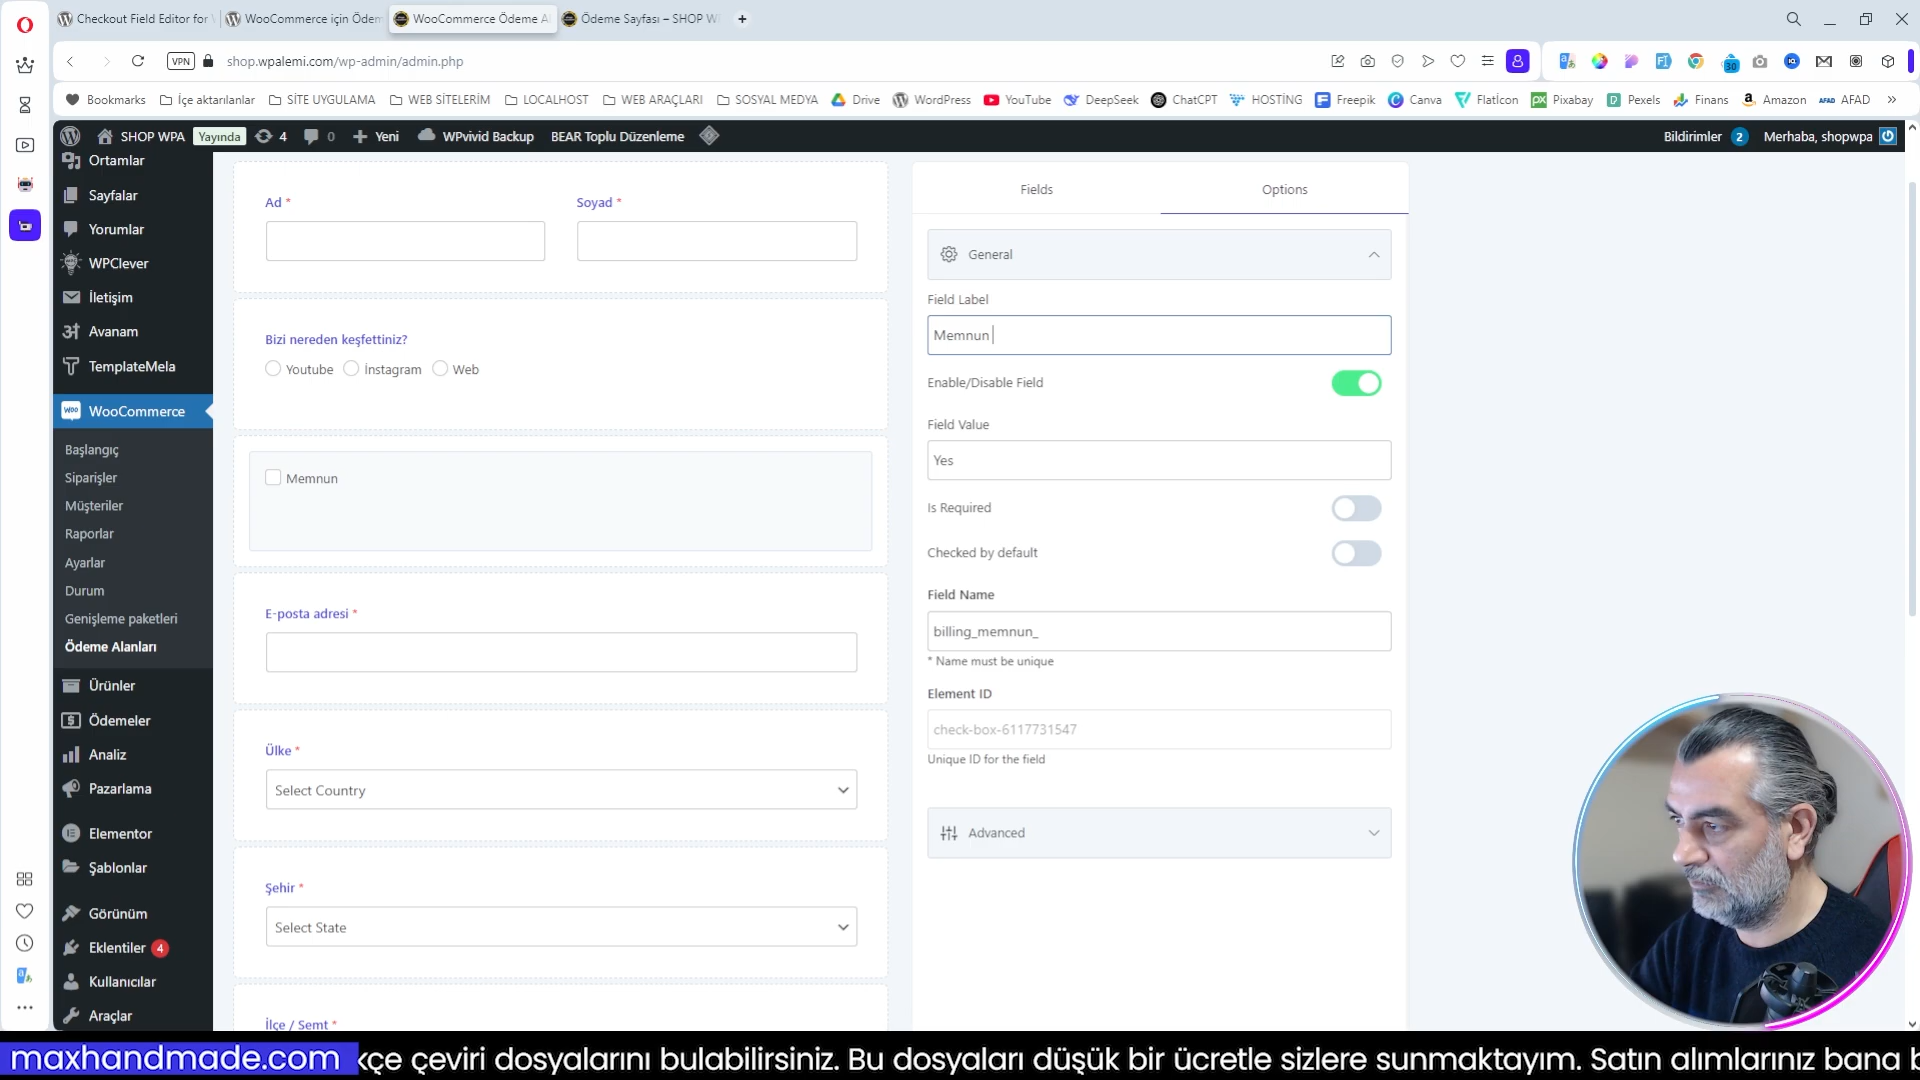 Checkout Field Editor for
WooCommerce için Ödem
WooCommerce Ödeme A
Ödeme Sayfası – SHOP W
VPN
shop.wpalemi.com/wp-admin/admin.php
Bookmarks
İçe aktarılanlar
SİTE UYGULAMA
WEB SİTELERİM
LOCALHOST
WEB ARAÇLARI
SOSYAL MEDYA
Drive
WordPress
YouTube
DeepSeek
ChatCPT
HOSTİNG
Freepik
Canva
FlatIcon
Pixabay
Pexels
Finans
Amazon
AFAD
SHOP WPA
Yayında
4
0
Yeni
WPvivid Backup
BEAR Toplu Düzenleme
Bildirimler 2
Merhaba, shopwpa
Ortamlar
Sayfalar
Yorumlar
WPClever
İletişim
Avanam
TemplateMela
WooCommerce
Başlangıç
Siparişler
Müşteriler
Raporlar
Ayarlar
Durum
Genişleme paketleri
Ödeme Alanları
Ürünler
Ödemeler
Analiz
Pazarlama
Elementor
Şablonlar
Görünüm
Eklentiler 4
Kullanıcılar
Araçlar
Ad *
Soyad *
Bizi nereden keşfettiniz?
Youtube
İnstagram
Web
Memnun
E-posta adresi *
Ülke *
Select Country
Şehir *
Select State
İlçe / Semt *
Fields
Options
General
Field Label
Memnun
Enable/Disable Field
Field Value
Yes
Is Required
Checked by default
Field Name
billing_memnun_
* Name must be unique
Element ID
check-box-6117731547
Unique ID for the field
Advanced
maxhandmade.com
kçe çeviri dosyalarını bulabilirsiniz. Bu dosyaları düşük bir ücretle sizlere sunmaktayım. Satın alımlarınız bana b